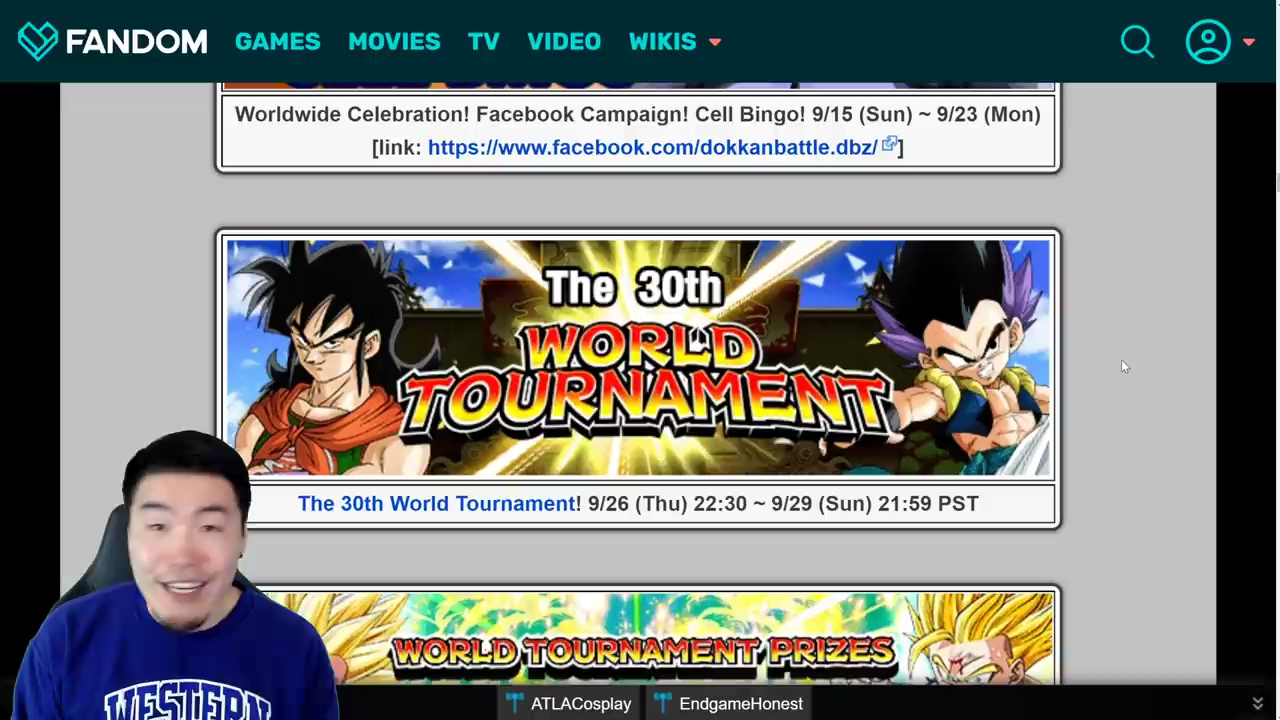 FANDOM GAMES MOVIES TV VIDEO WIKIS
Worldwide Celebration! Facebook Campaign! Cell Bingo! 9/15 (Sun) ~ 9/23 (Mon)
[link: https://www.facebook.com/dokkanbattle.dbz/ ]
The 30th
WORLD
TOURNAMENT
The 30th World Tournament! 9/26 (Thu) 22:30 ~ 9/29 (Sun) 21:59 PST
WORLD TOURNAMENT PRIZES
WESTERN
ATLACosplay EndgameHonest